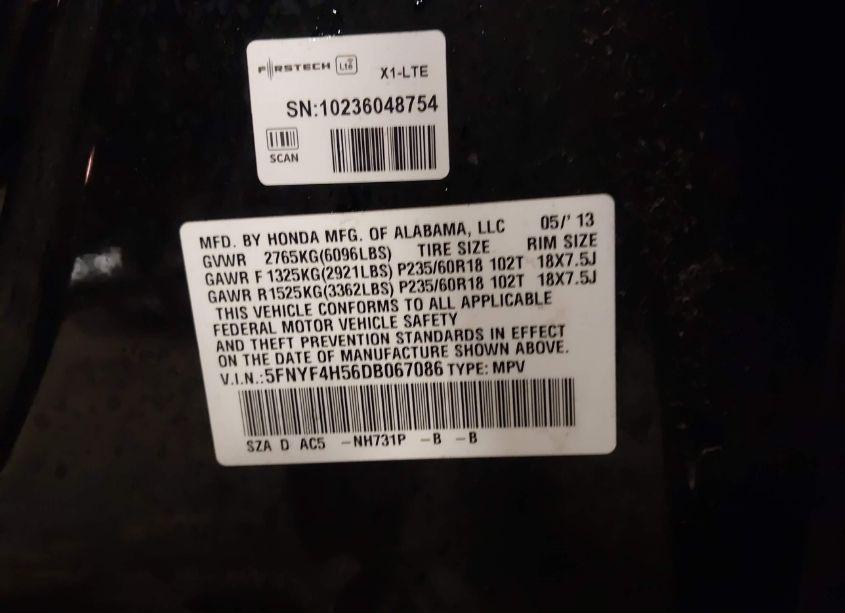 FIRSTECH Lte X1-LTE
SN:10236048754
SCAN
MFD. BY HONDA MFG. OF ALABAMA, LLC 05/' 13
GVWR 2765KG(6096LBS) TIRE SIZE RIM SIZE
GAWR F 1325KG(2921LBS) P235/60R18 102T 18X7.5J
GAWR R1525KG(3362LBS) P235/60R18 102T 18X7.5J
THIS VEHICLE CONFORMS TO ALL APPLICABLE
FEDERAL MOTOR VEHICLE SAFETY
AND THEFT PREVENTION STANDARDS IN EFFECT
ON THE DATE OF MANUFACTURE SHOWN ABOVE.
V.I.N.:5FNYF4H56DB067086 TYPE: MPV
SZA D AC5 -NH731P -B -B